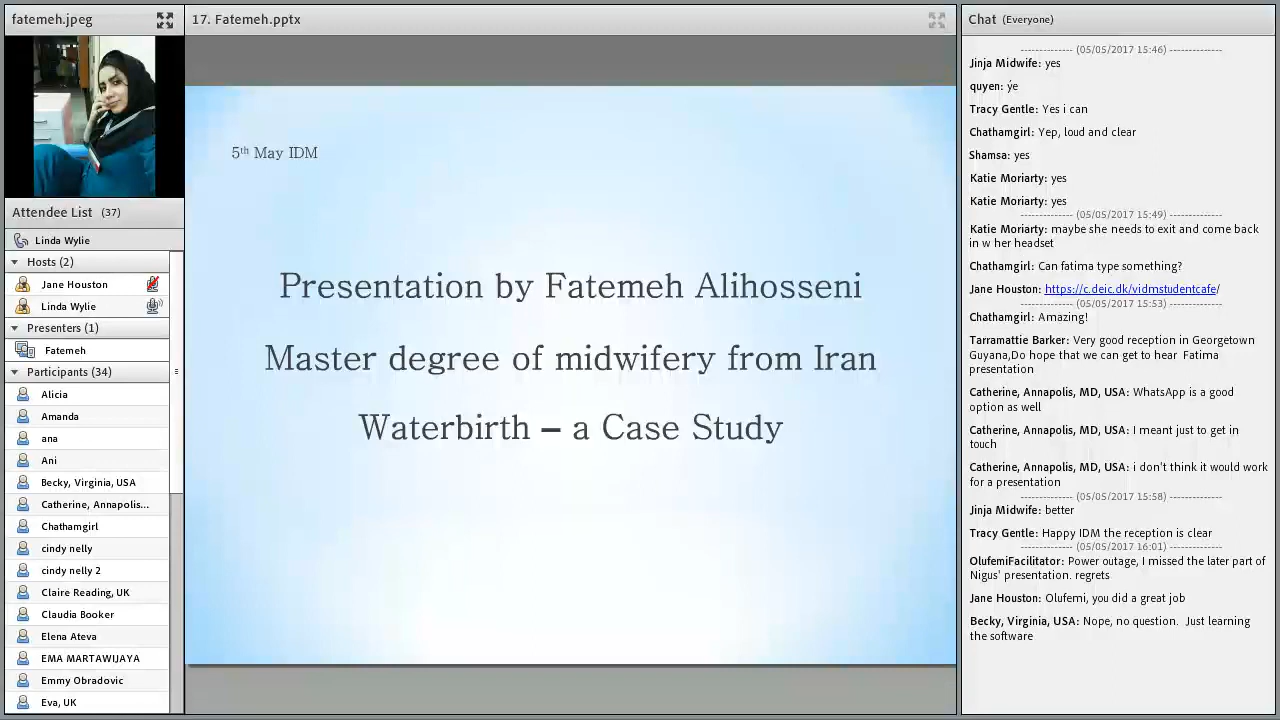 fatemeh.jpeg
Attendee List (37)
Linda Wylie
Hosts (2)
Jane Houston
Linda Wylie
Presenters (1)
Fatemeh
Participants (34)
Alicia
Amanda
ana
Ani
Becky, Virginia, USA
Catherine, Annapolis...
Chathamgirl
cindy nelly
cindy nelly 2
Claire Reading, UK
Claudia Booker
Elena Ateva
EMA MARTAWIJAYA
Emmy Obradovic
Eva, UK
17. Fatemeh.pptx
5th May IDM
Presentation by Fatemeh Alihosseni
Master degree of midwifery from Iran
Waterbirth – a Case Study
Chat (Everyone)
-------------- (05/05/2017 15:46) --------------
Jinja Midwife: yes
quyen: ýe
Tracy Gentle: Yes i can
Chathamgirl: Yep, loud and clear
Shamsa: yes
Katie Moriarty: yes
Katie Moriarty: yes
-------------- (05/05/2017 15:49) --------------
Katie Moriarty: maybe she needs to exit and come back
in w her headset
Chathamgirl: Can fatima type something?
Jane Houston: https://c.deic.dk/vidmstudentcafe/
-------------- (05/05/2017 15:53) --------------
Chathamgirl: Amazing!
Tarramattie Barker: Very good reception in Georgetown
Guyana,Do hope that we can get to hear Fatima
presentation
Catherine, Annapolis, MD, USA: WhatsApp is a good
option as well
Catherine, Annapolis, MD, USA: I meant just to get in
touch
Catherine, Annapolis, MD, USA: i don't think it would work
for a presentation
-------------- (05/05/2017 15:58) --------------
Jinja Midwife: better
Tracy Gentle: Happy IDM the reception is clear
-------------- (05/05/2017 16:01) --------------
OlufemiFacilitator: Power outage, I missed the later part of
Nigus' presentation. regrets
Jane Houston: Olufemi, you did a great job
Becky, Virginia, USA: Nope, no question. Just learning
the software